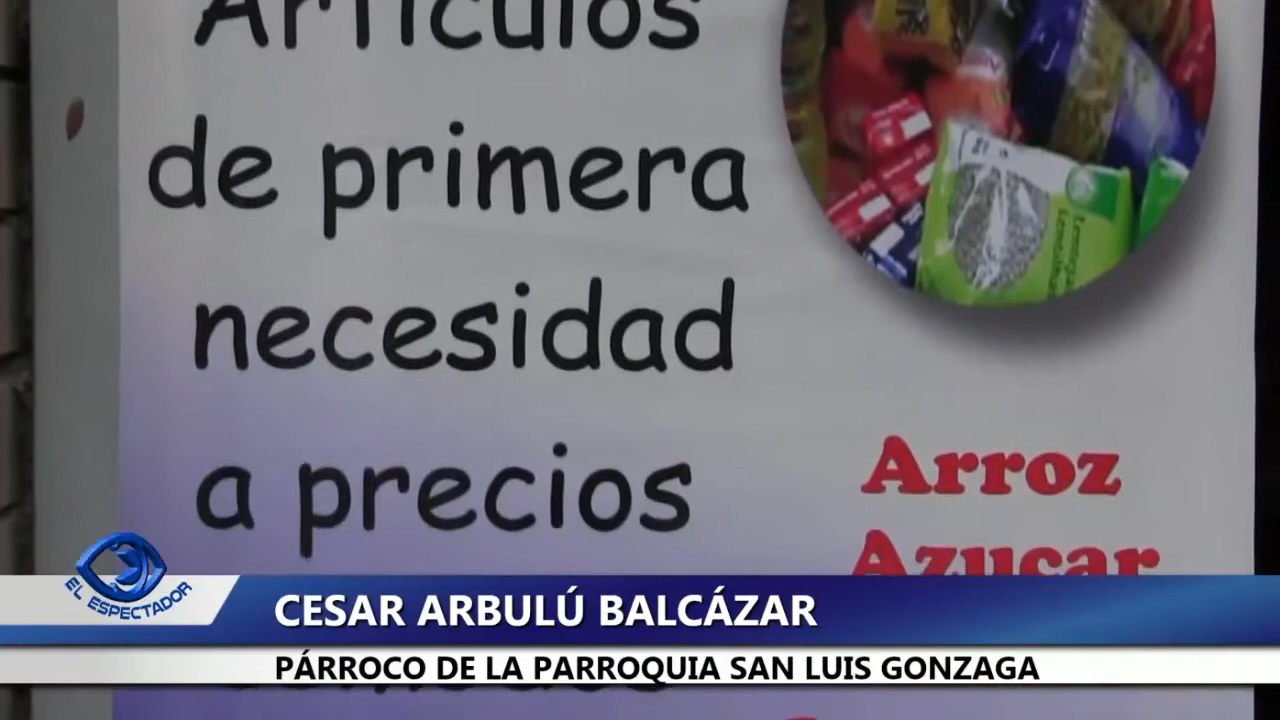 Artículos
de primera
necesidad
a precios
Arroz
Azucar
EL ESPECTADOR
CESAR ARBULÚ BALCÁZAR
PÁRROCO DE LA PARROQUIA SAN LUIS GONZAGA